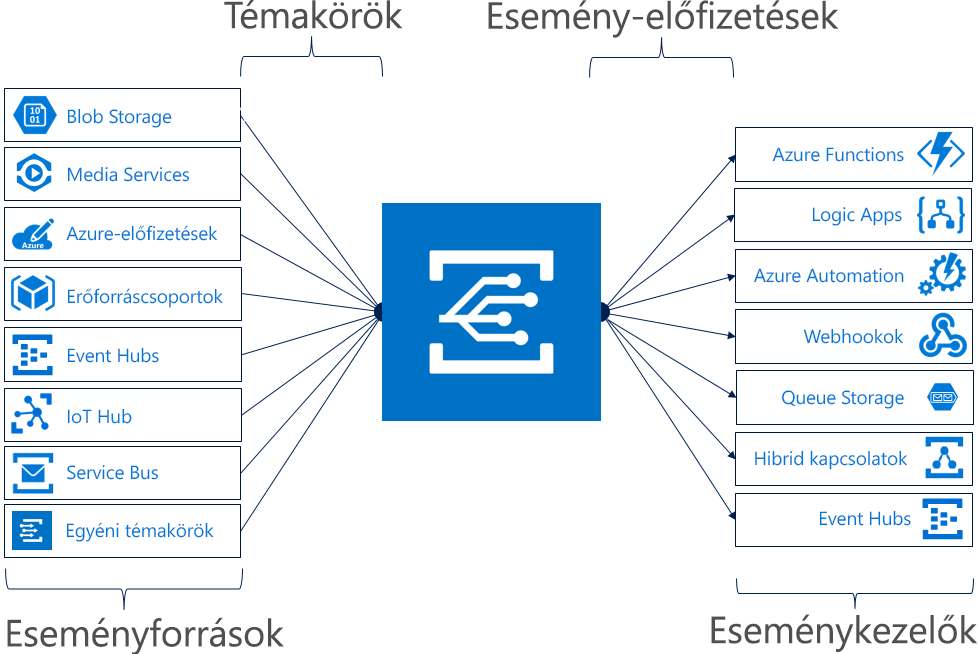 Témakörök
Esemény-előfizetések
10
01
Blob Storage
Media Services
Azure
Azure-előfizetések
Erőforráscsoportok
Event Hubs
IoT Hub
Service Bus
Egyéni témakörök
Azure Functions
Logic Apps
Azure Automation
Webhookok
Queue Storage
Hibrid kapcsolatok
Event Hubs
Eseményforrások
Eseménykezelők